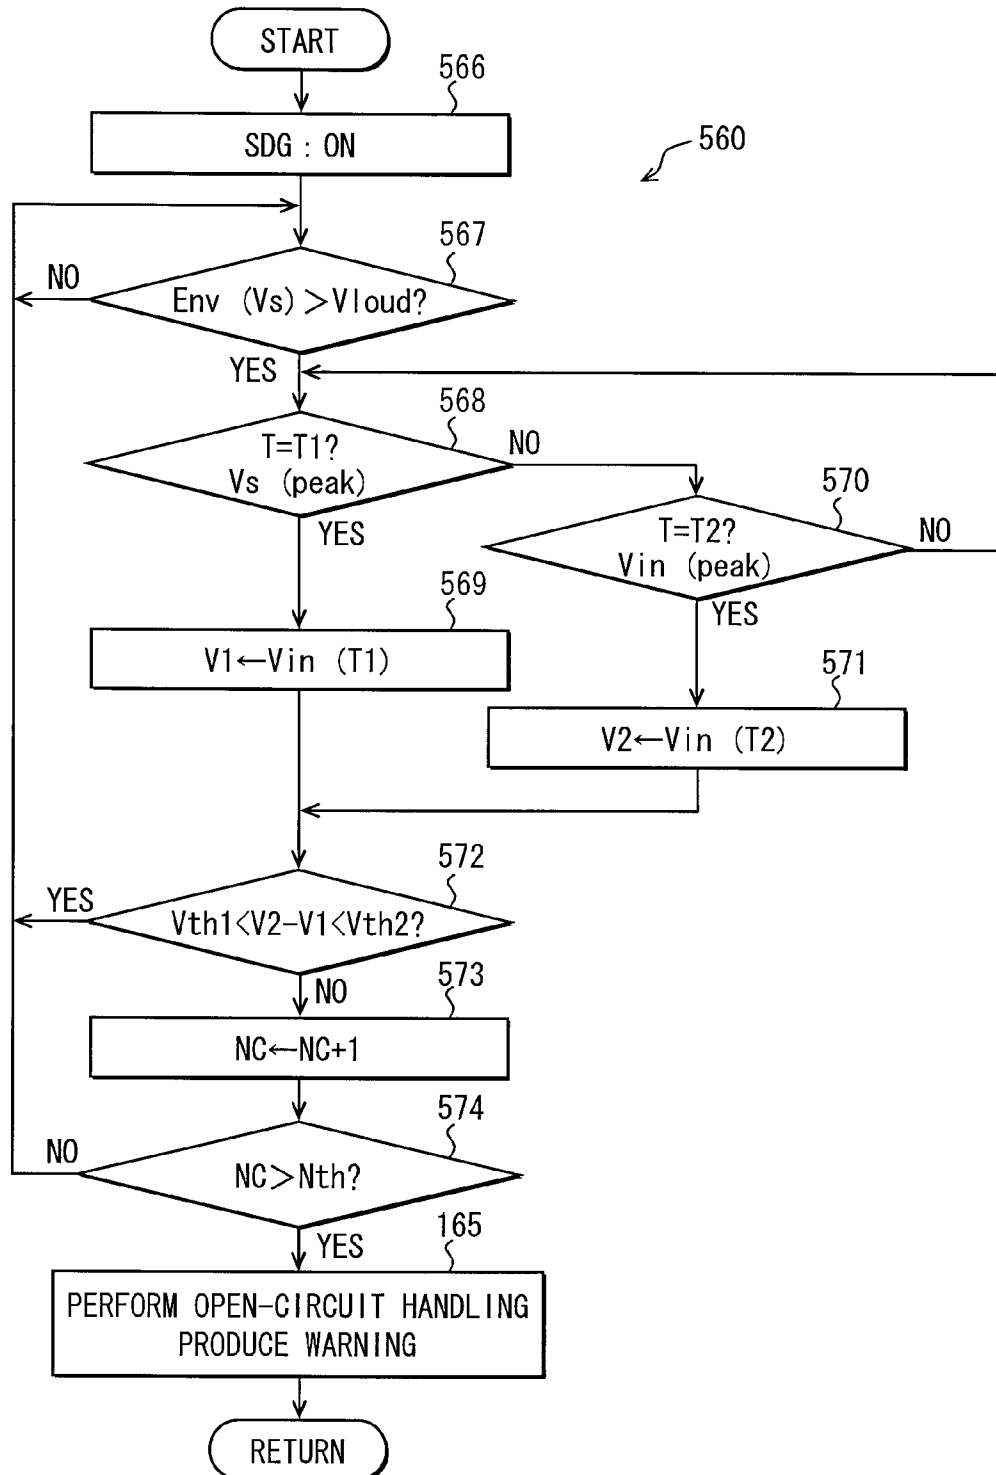 START
566
SDG : ON
560
567
NO
Env (Vs)>Vloud?
YES
568
T=T1?
Vs (peak)
NO
YES
570
T=T2?
Vin (peak)
NO
YES
569
V1←Vin (T1)
571
V2←Vin (T2)
572
YES
Vth1<V2-V1<Vth2?
NO
573
NC←NC+1
574
NO
NC>Nth?
YES
165
PERFORM OPEN-CIRCUIT HANDLING
PRODUCE WARNING
RETURN